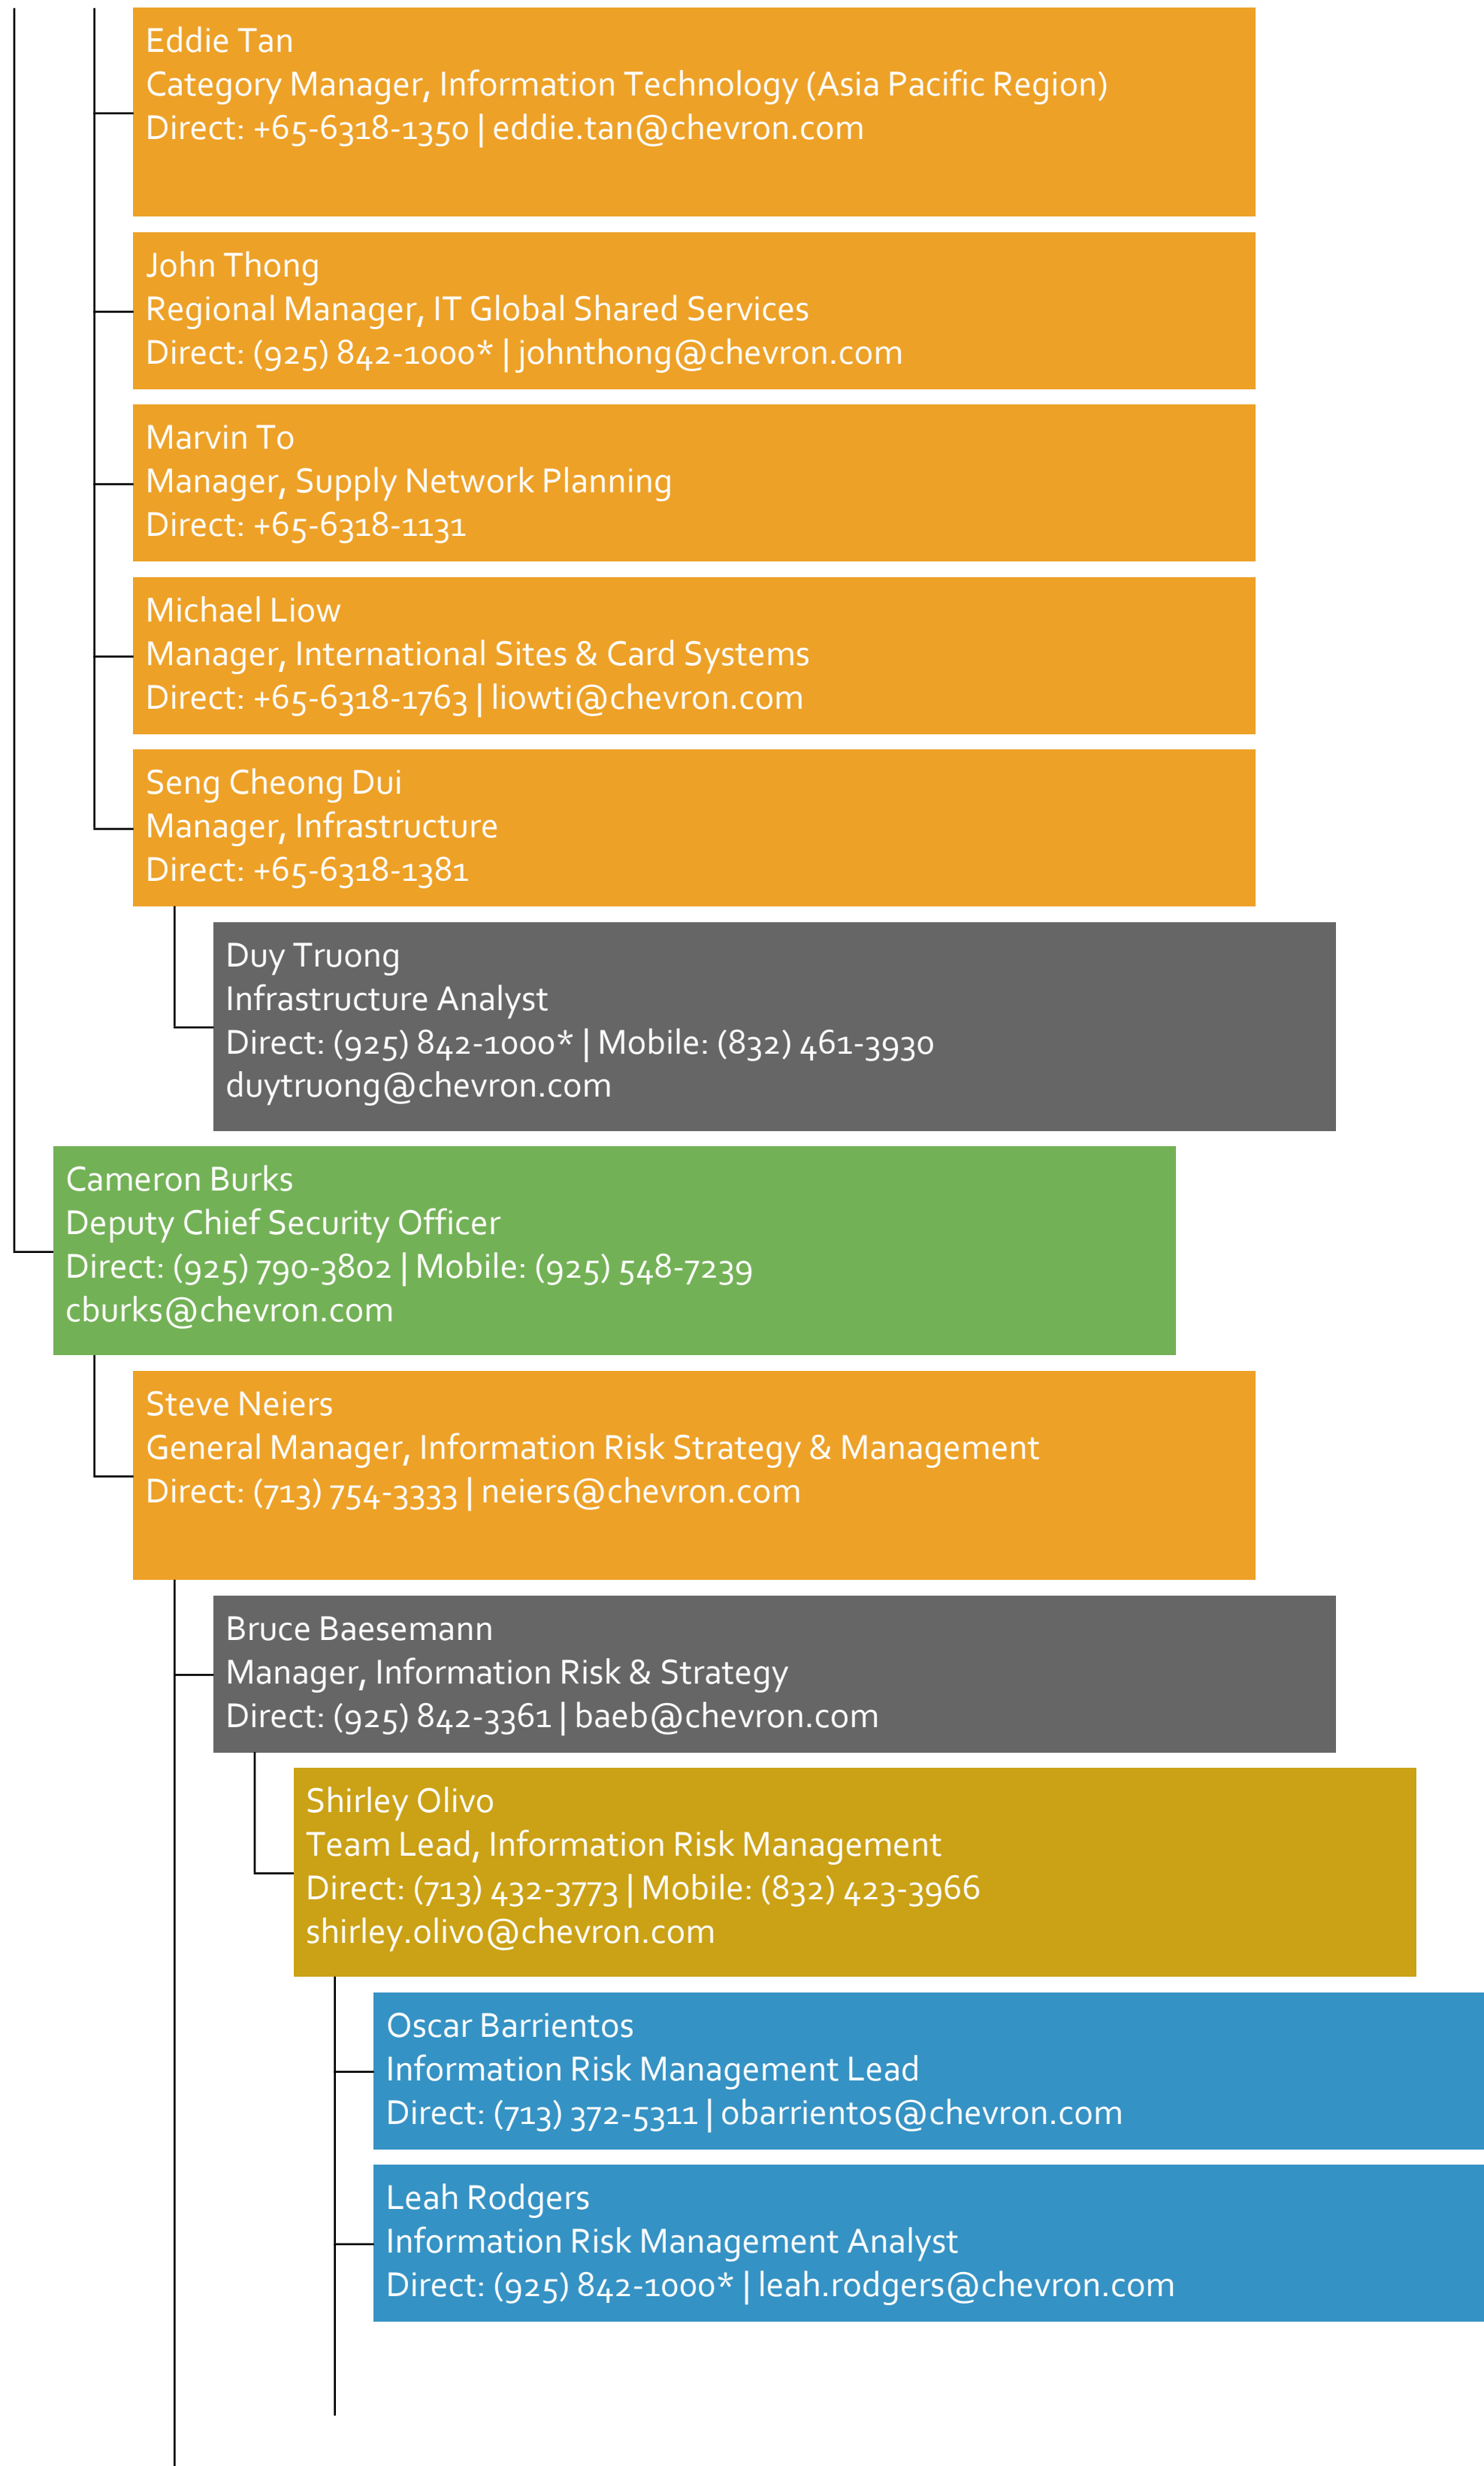 Eddie Tan
Category Manager, Information Technology (Asia Pacific Region)
Direct: +65-6318-1350 | eddie.tan@chevron.com
John Thong
Regional Manager, IT Global Shared Services
Direct: (925) 842-1000* | johnthong@chevron.com
Marvin To
Manager, Supply Network Planning
Direct: +65-6318-1131
Michael Liow
Manager, International Sites & Card Systems
Direct: +65-6318-1763 | liowti@chevron.com
Seng Cheong Dui
Manager, Infrastructure
Direct: +65-6318-1381
Duy Truong
Infrastructure Analyst
Direct: (925) 842-1000* | Mobile: (832) 461-3930
duytruong@chevron.com
Cameron Burks
Deputy Chief Security Officer
Direct: (925) 790-3802 | Mobile: (925) 548-7239
cburks@chevron.com
Steve Neiers
General Manager, Information Risk Strategy & Management
Direct: (713) 754-3333 | neiers@chevron.com
Bruce Baesemann
Manager, Information Risk & Strategy
Direct: (925) 842-3361 | baeb@chevron.com
Shirley Olivo
Team Lead, Information Risk Management
Direct: (713) 432-3773 | Mobile: (832) 423-3966
shirley.olivo@chevron.com
Oscar Barrientos
Information Risk Management Lead
Direct: (713) 372-5311 | obarrientos@chevron.com
Leah Rodgers
Information Risk Management Analyst
Direct: (925) 842-1000* | leah.rodgers@chevron.com